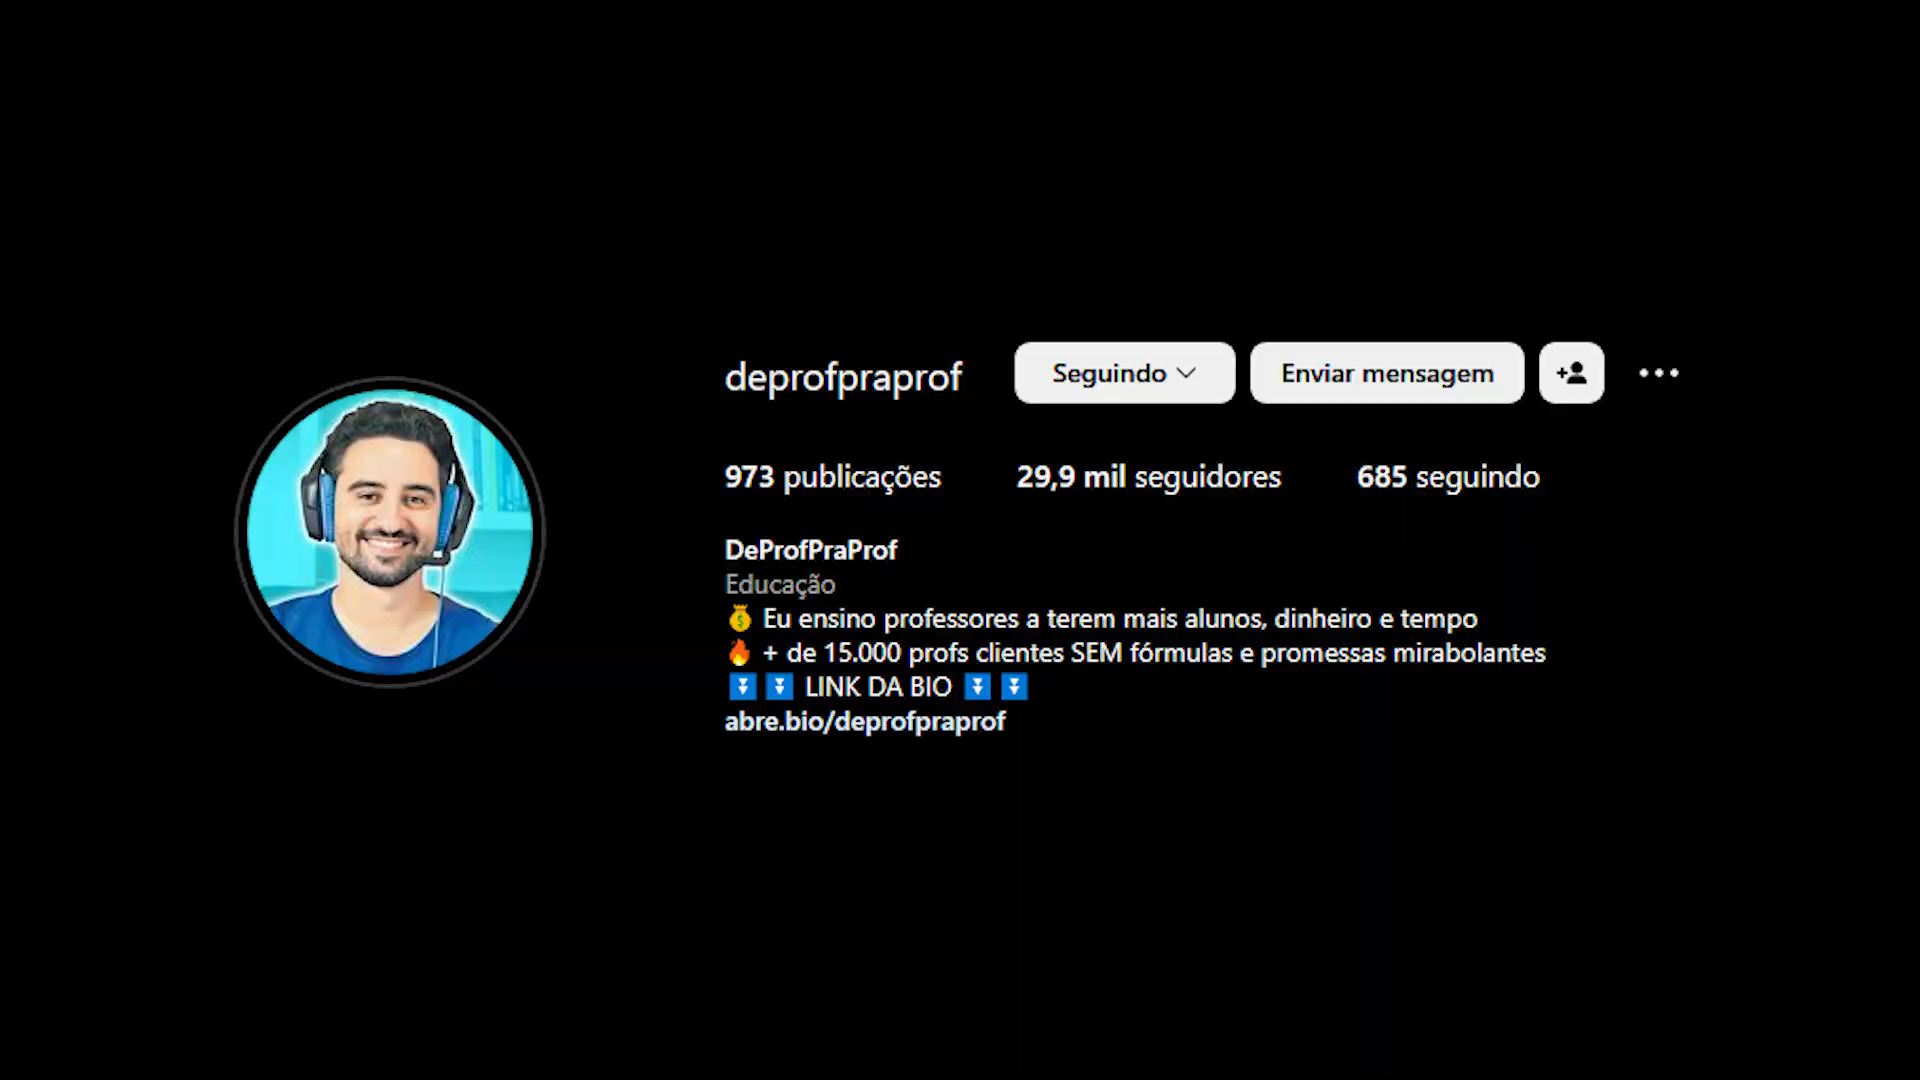 deprofpraprof Seguindo Enviar mensagem
973 publicações 29,9 mil seguidores 685 seguindo
DeProfPraProf
Educação
💰 Eu ensino professores a terem mais alunos, dinheiro e tempo
🔥 + de 15.000 profs clientes SEM fórmulas e promessas mirabolantes
⏬ ⏬ LINK DA BIO ⏬ ⏬
abre.bio/deprofpraprof